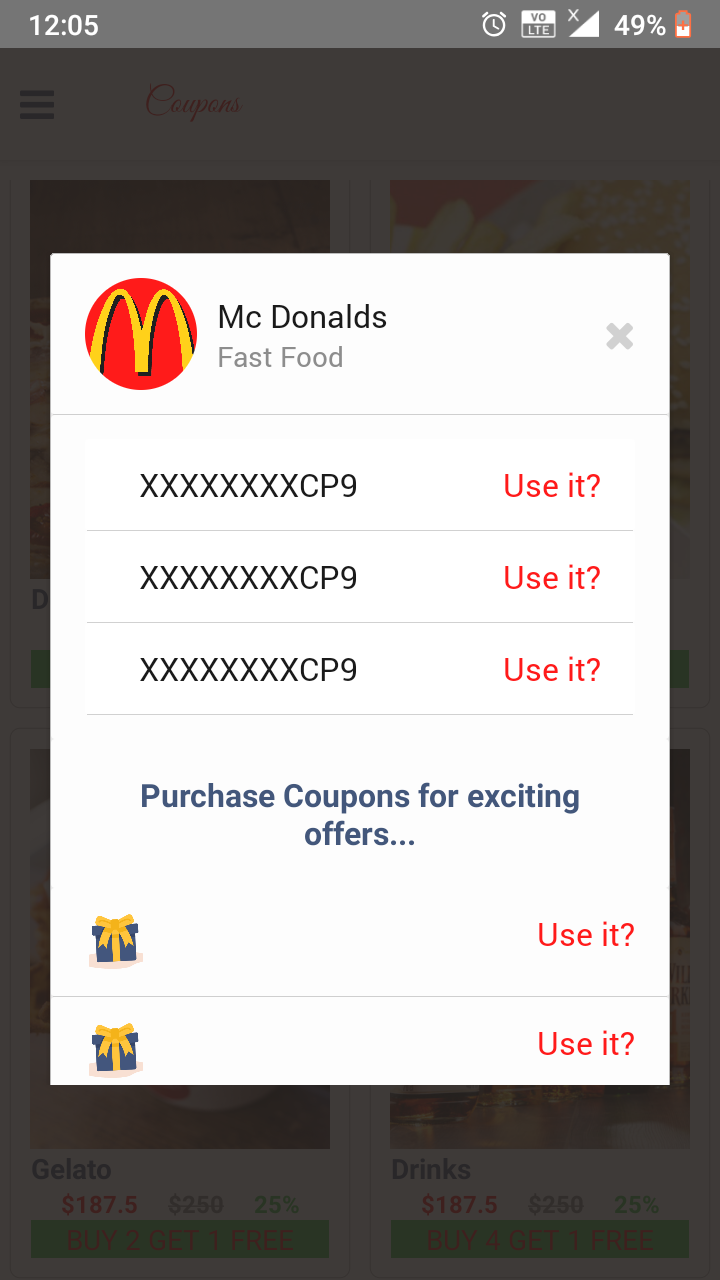 12:05
VO
LTE
X
49%
Coupons
Mc Donalds
Fast Food
XXXXXXXXCP9
Use it?
XXXXXXXXCP9
Use it?
XXXXXXXXCP9
Use it?
Purchase Coupons for exciting
offers...
Use it?
Use it?
Gelato
$187.5 $250 25%
BUY 2 GET 1 FREE
Drinks
$187.5 $250 25%
BUY 4 GET 1 FREE